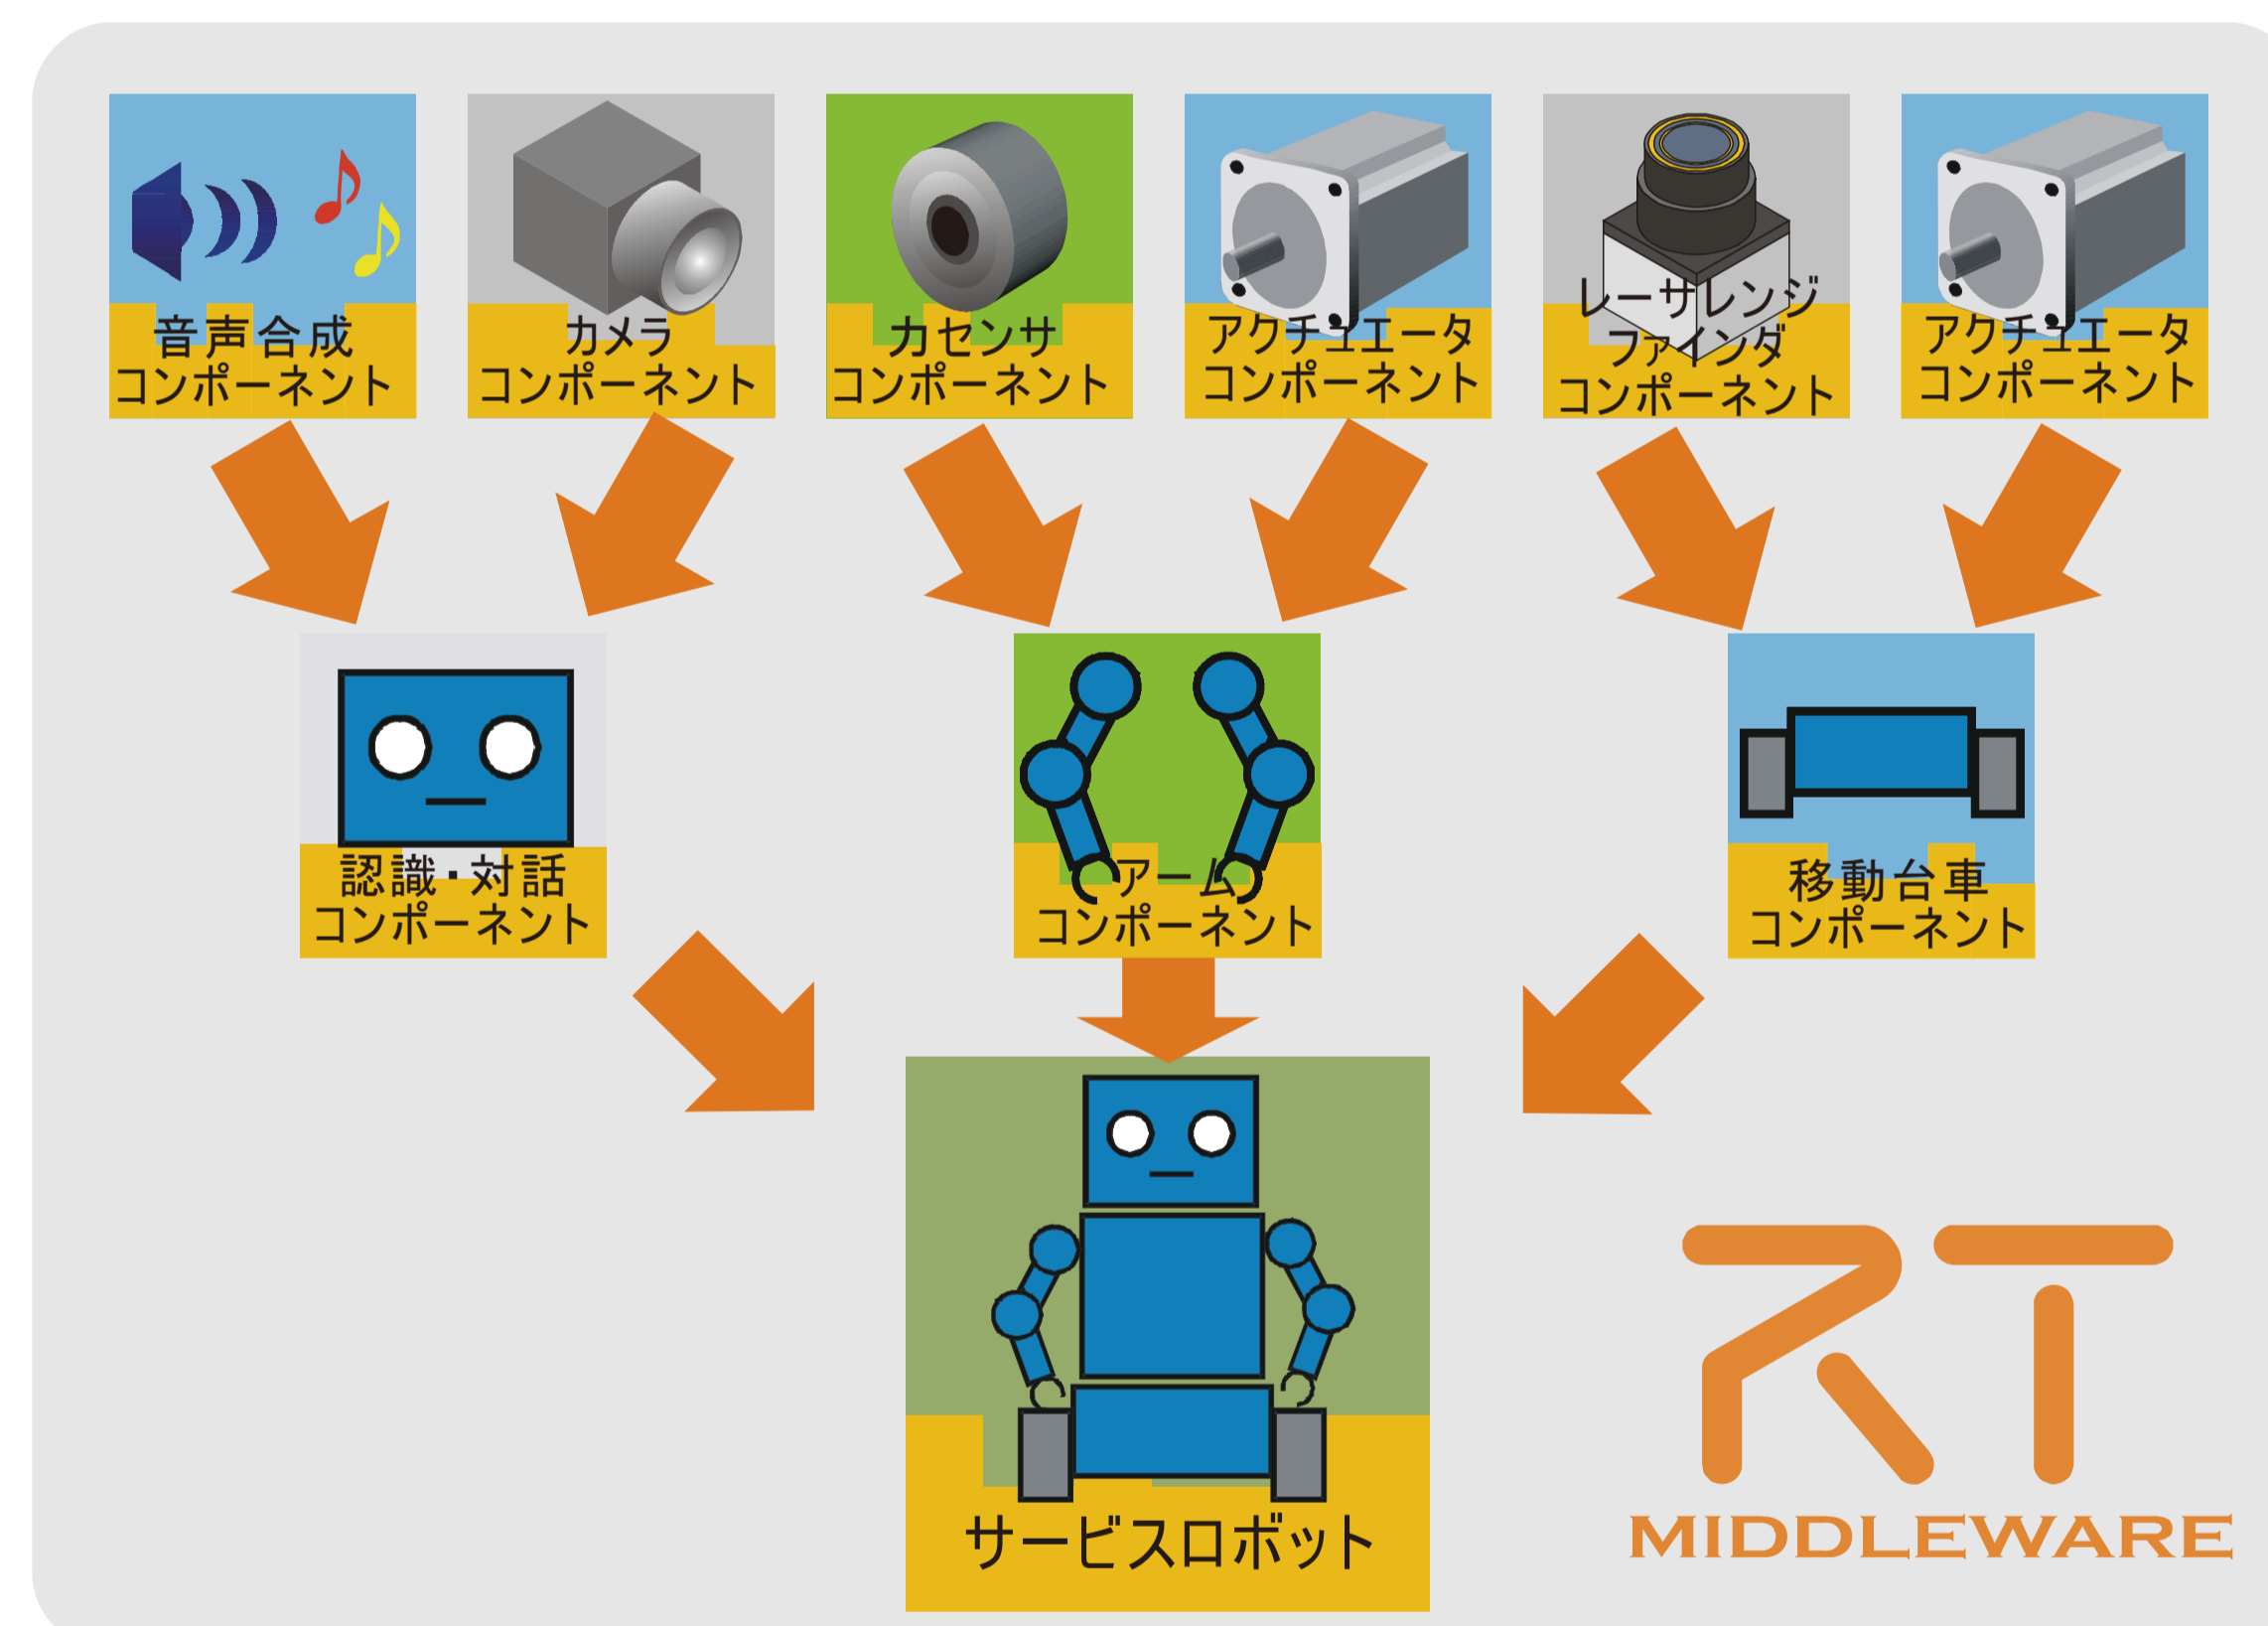 音声合成
コンポーネント
カメラ
コンポーネント
力センサ
コンポーネント
アクチュエータ
コンポーネント
レーザレンジ
ファインダ
コンポーネント
アクチュエータ
コンポーネント
認識・対話
コンポーネント
アーム
コンポーネント
移動台車
コンポーネント
サービスロボット
RT
MIDDLEWARE